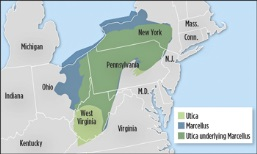 Mass.
New York
Conn.
Michigan
Pennsylvania
N.J.
Ohio
Indiana
M.D.
West
Virginia
Virginia
Kentucky
Utica
Marcellus
Utica underlying Marcellus